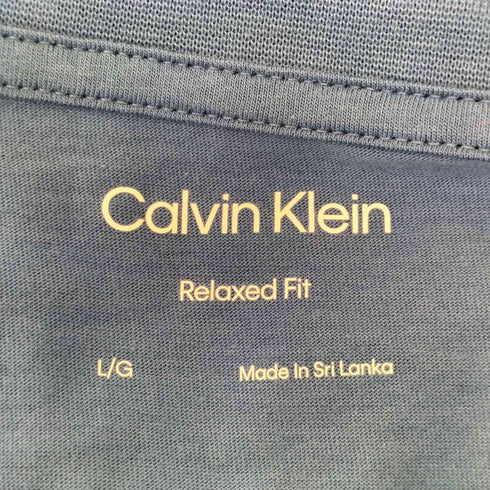 Calvin Klein
Relaxed Fit
L/G Made In Sri Lanka